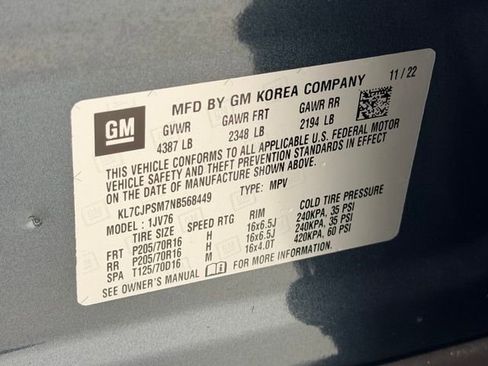 GM
MFD BY GM KOREA COMPANY 11/22
GVWR GAWR FRT GAWR RR
4387 LB 2348 LB 2194 LB
THIS VEHICLE CONFORMS TO ALL APPLICABLE U.S. FEDERAL MOTOR
VEHICLE SAFETY AND THEFT PREVENTION STANDARDS IN EFFECT
ON THE DATE OF MANUFACTURE SHOWN ABOVE.
KL7CJPSM7NB568449 TYPE: MPV
MODEL: 1JV76
TIRE SIZE SPEED RTG RIM COLD TIRE PRESSURE
FRT P205/70R16 H 16x6.5J 240KPA, 35 PSI
RR P205/70R16 H 16x6.5J 240KPA, 35 PSI
SPA T125/70D16 M 16x4.0T 420KPA, 60 PSI
SEE OWNER'S MANUAL FOR MORE INFORMATION.